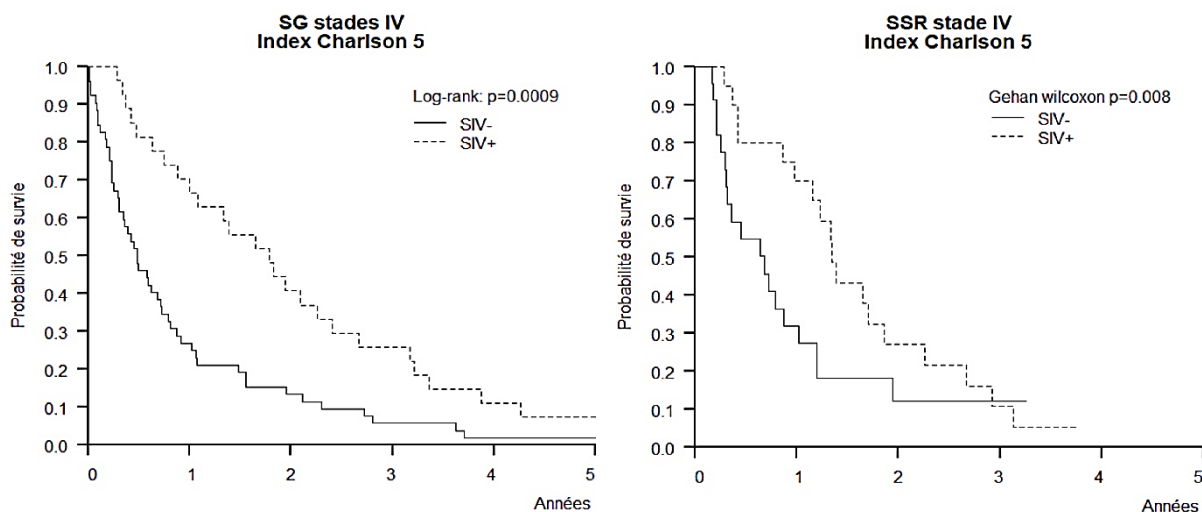 SG stades IV
Index Charlson 5
Log-rank: p=0.0009
SIV-
SIV+
Probabilité de survie
1.0
0.9
0.8
0.7
0.6
0.5
0.4
0.3
0.2
0.1
0.0
0 1 2 3 4 5
Années
SSR stade IV
Index Charlson 5
Gehan wilcoxon p=0.008
SIV-
SIV+
Probabilité de survie
1.0
0.9
0.8
0.7
0.6
0.5
0.4
0.3
0.2
0.1
0.0
0 1 2 3 4 5
Années